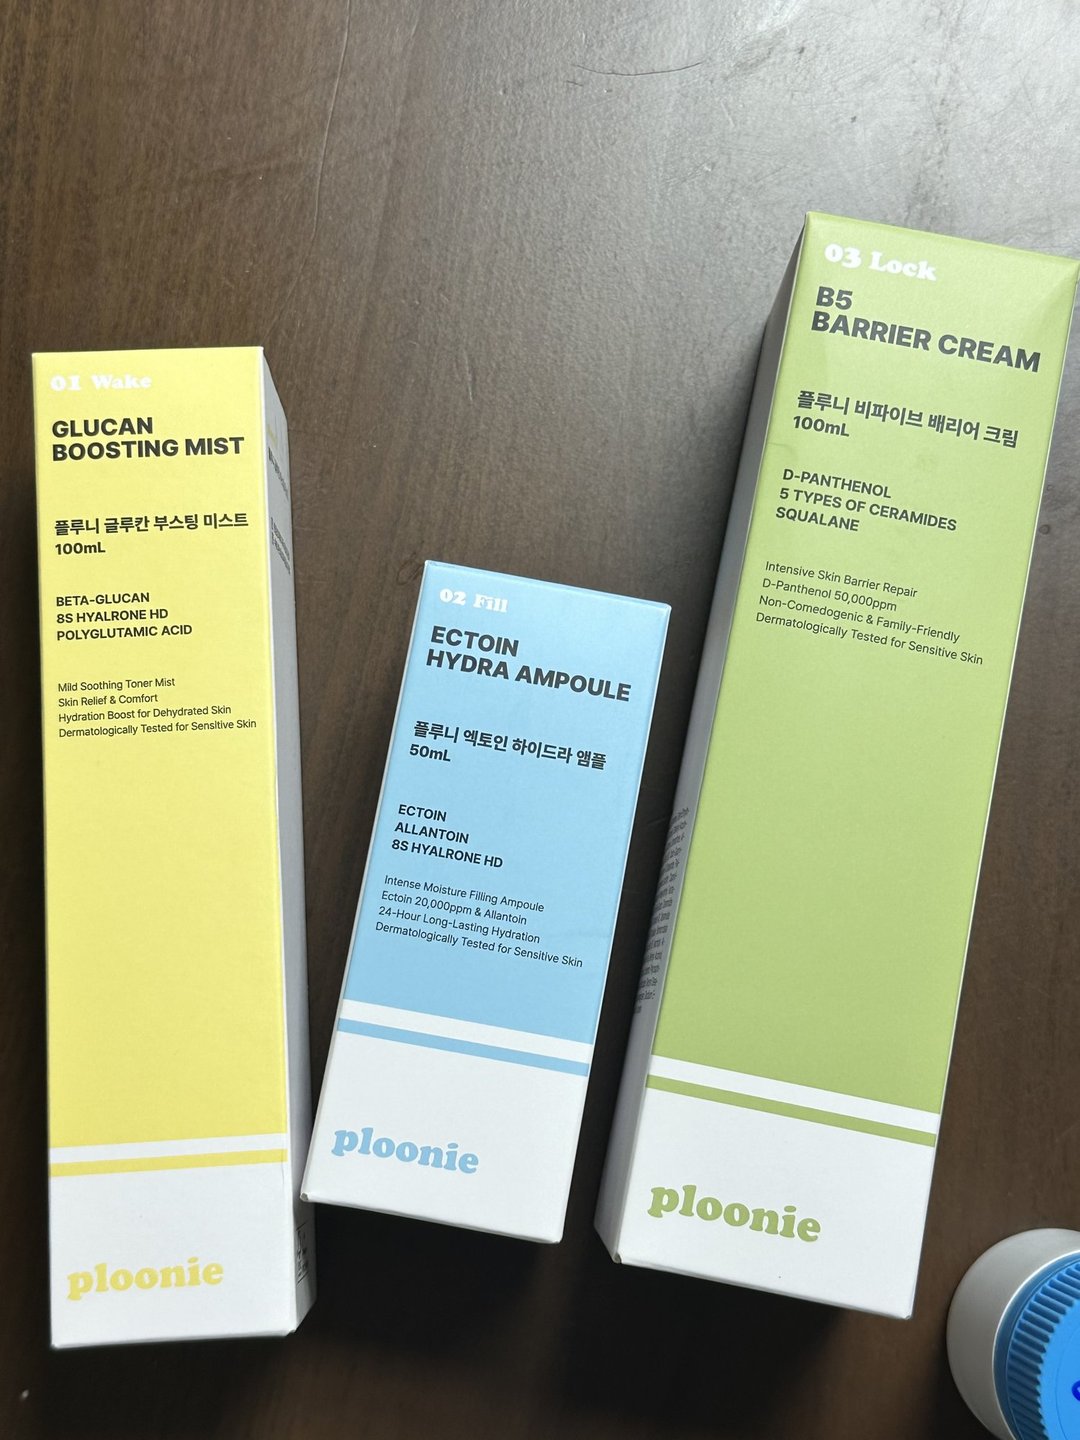 01 Wake
GLUCAN
BOOSTING MIST
플루니 글루칸 부스팅 미스트
100mL
BETA-GLUCAN
8S HYALRONE HD
POLYGLUTAMIC ACID
Mild Soothing Toner Mist
Skin Relief & Comfort
Hydration Boost for Dehydrated Skin
Dermatologically Tested for Sensitive Skin
ploonie
02 Fill
ECTOIN
HYDRA AMPOULE
플루니 엑토인 하이드라 앰플
50mL
ECTOIN
ALLANTOIN
8S HYALRONE HD
Intense Moisture Filling Ampoule
Ectoin 20,000ppm & Allantoin
24-Hour Long-Lasting Hydration
Dermatologically Tested for Sensitive Skin
ploonie
03 Lock
B5
BARRIER CREAM
플루니 비파이브 배리어 크림
100mL
D-PANTHENOL
5 TYPES OF CERAMIDES
SQUALANE
Intensive Skin Barrier Repair
D-Panthenol 50,000ppm
Non-Comedogenic & Family-Friendly
Dermatologically Tested for Sensitive Skin
ploonie